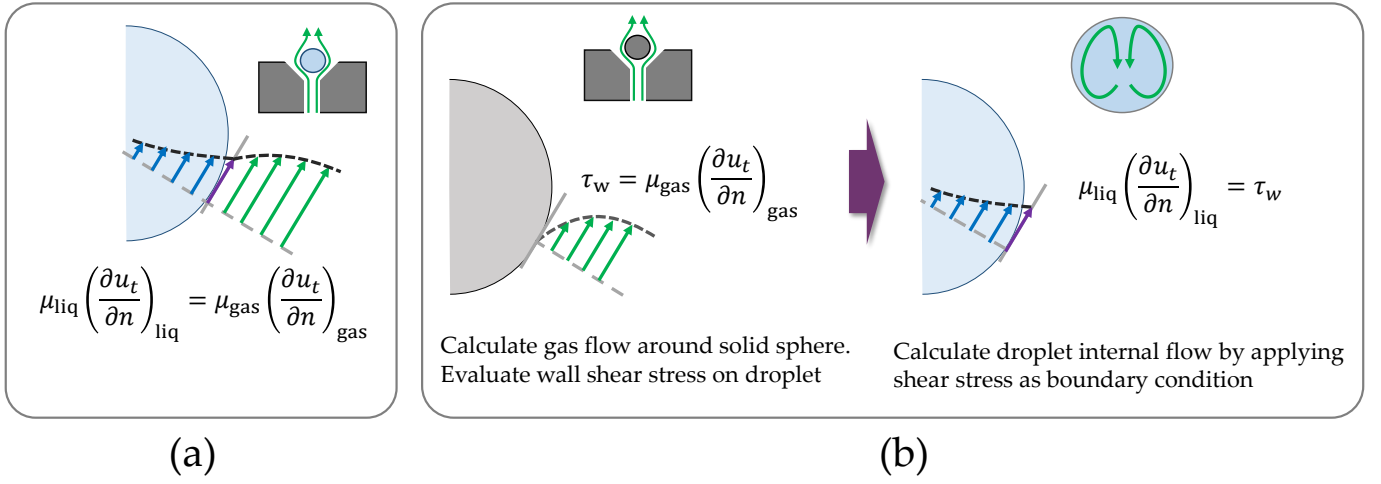 μ_liq (∂u_t/∂n)_liq = μ_gas (∂u_t/∂n)_gas
(a)
τ_w = μ_gas (∂u_t/∂n)_gas
Calculate gas flow around solid sphere.
Evaluate wall shear stress on droplet
μ_liq (∂u_t/∂n)_liq = τ_w
Calculate droplet internal flow by applying
shear stress as boundary condition
(b)